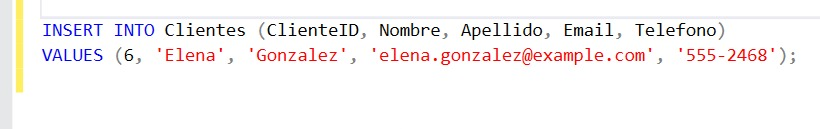 INSERT INTO Clientes (ClienteID, Nombre, Apellido, Email, Telefono)
VALUES (6, 'Elena', 'Gonzalez', 'elena.gonzalez@example.com', '555-2468');